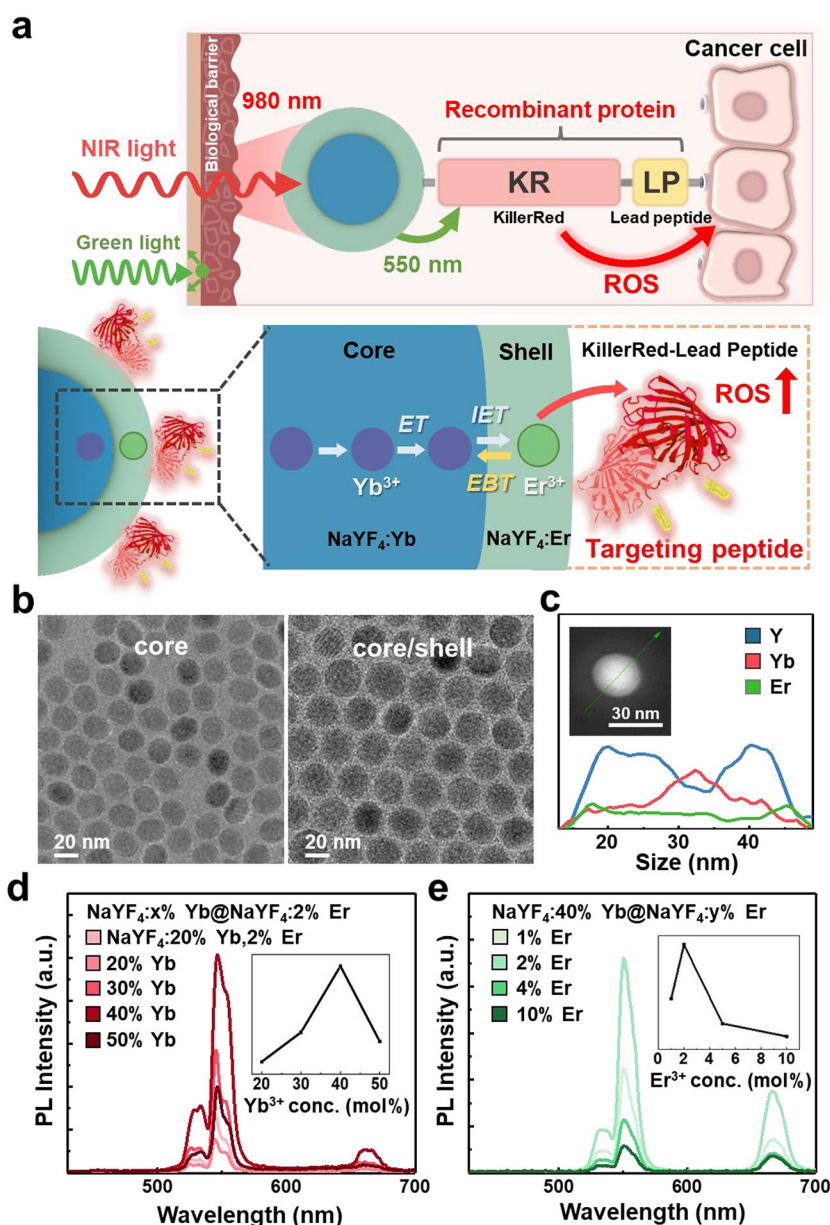 a
Cancer cell
Biological barrier
980 nm
Recombinant protein
NIR light
KR
LP
KillerRed
Lead peptide
Green light
550 nm
ROS
Core
Shell
KillerRed-Lead Peptide
ROS
ET
IET
EBT
Yb³⁺
Er³⁺
NaYF₄:Yb
NaYF₄:Er
Targeting peptide
b
core
20 nm
core/shell
20 nm
c
30 nm
Y
Yb
Er
20
30
40
Size (nm)
d
NaYF₄:x% Yb@NaYF₄:2% Er
NaYF₄:20% Yb,2% Er
20% Yb
30% Yb
40% Yb
50% Yb
20 30 40 50
Yb³⁺ conc. (mol%)
PL Intensity (a.u.)
500 600 700
Wavelength (nm)
e
NaYF₄:40% Yb@NaYF₄:y% Er
1% Er
2% Er
4% Er
10% Er
0 2 4 6 8 10
Er³⁺ conc. (mol%)
PL Intensity (a.u.)
500 600 700
Wavelength (nm)